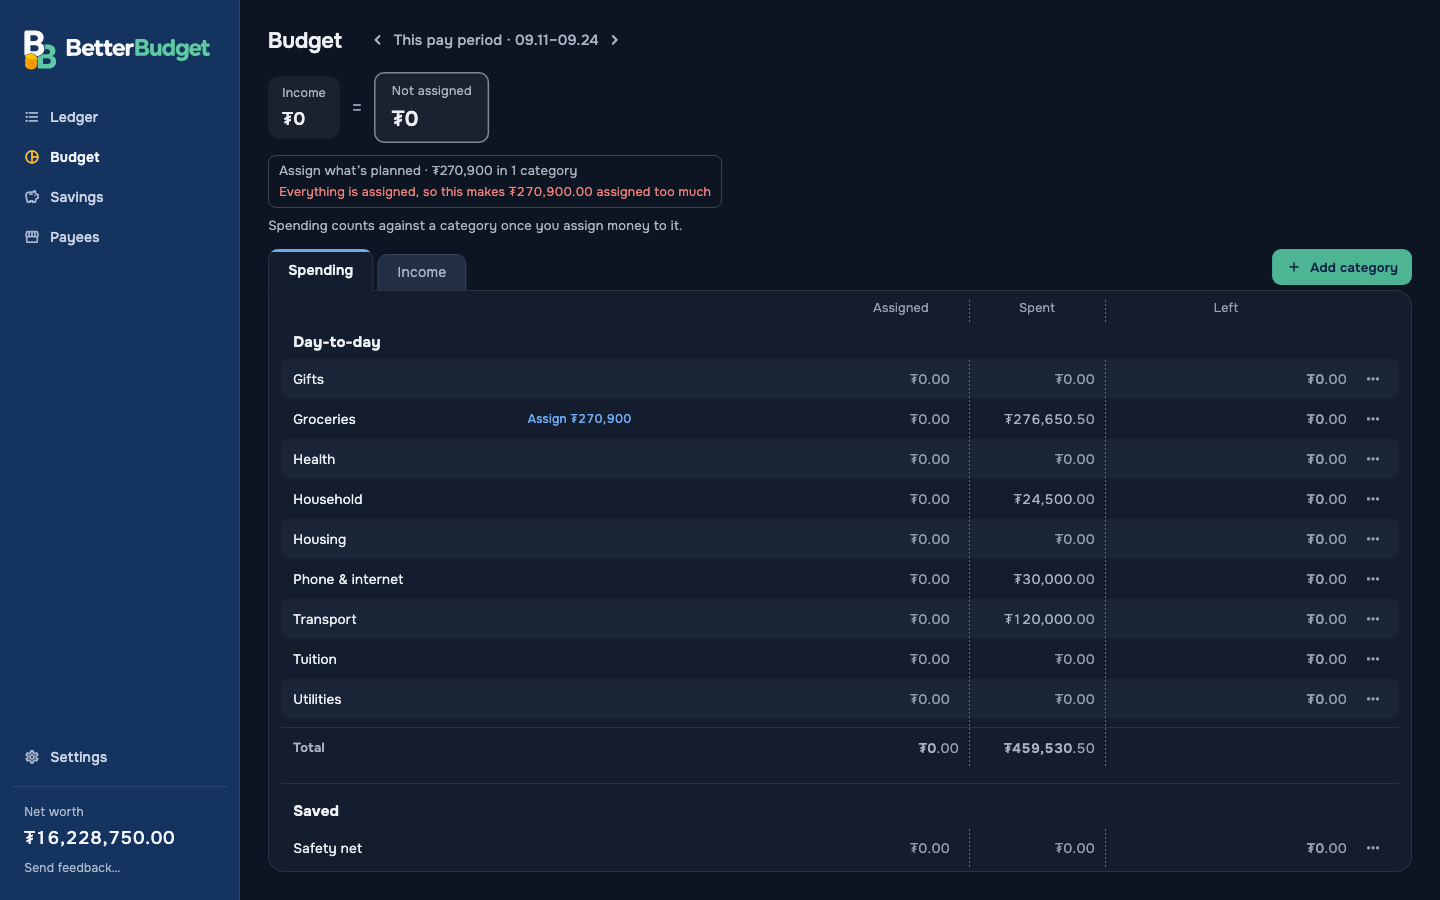 BetterBudget
Ledger
Budget
Savings
Payees
Settings
Net worth
₮16,228,750.00
Send feedback...
Budget
This pay period · 09.11–09.24
Income
₮0
=
Not assigned
₮0
Assign what's planned · ₮270,900 in 1 category
Everything is assigned, so this makes ₮270,900.00 assigned too much
Spending counts against a category once you assign money to it.
Spending
Income
+ Add category
Assigned Spent Left
Day-to-day
Gifts ₮0.00 ₮0.00 ₮0.00 •••
Groceries Assign ₮270,900 ₮0.00 ₮276,650.50 ₮0.00 •••
Health ₮0.00 ₮0.00 ₮0.00 •••
Household ₮0.00 ₮24,500.00 ₮0.00 •••
Housing ₮0.00 ₮0.00 ₮0.00 •••
Phone & internet ₮0.00 ₮30,000.00 ₮0.00 •••
Transport ₮0.00 ₮120,000.00 ₮0.00 •••
Tuition ₮0.00 ₮0.00 ₮0.00 •••
Utilities ₮0.00 ₮0.00 ₮0.00 •••
Total ₮0.00 ₮459,530.50
Saved
Safety net ₮0.00 ₮0.00 ₮0.00 •••